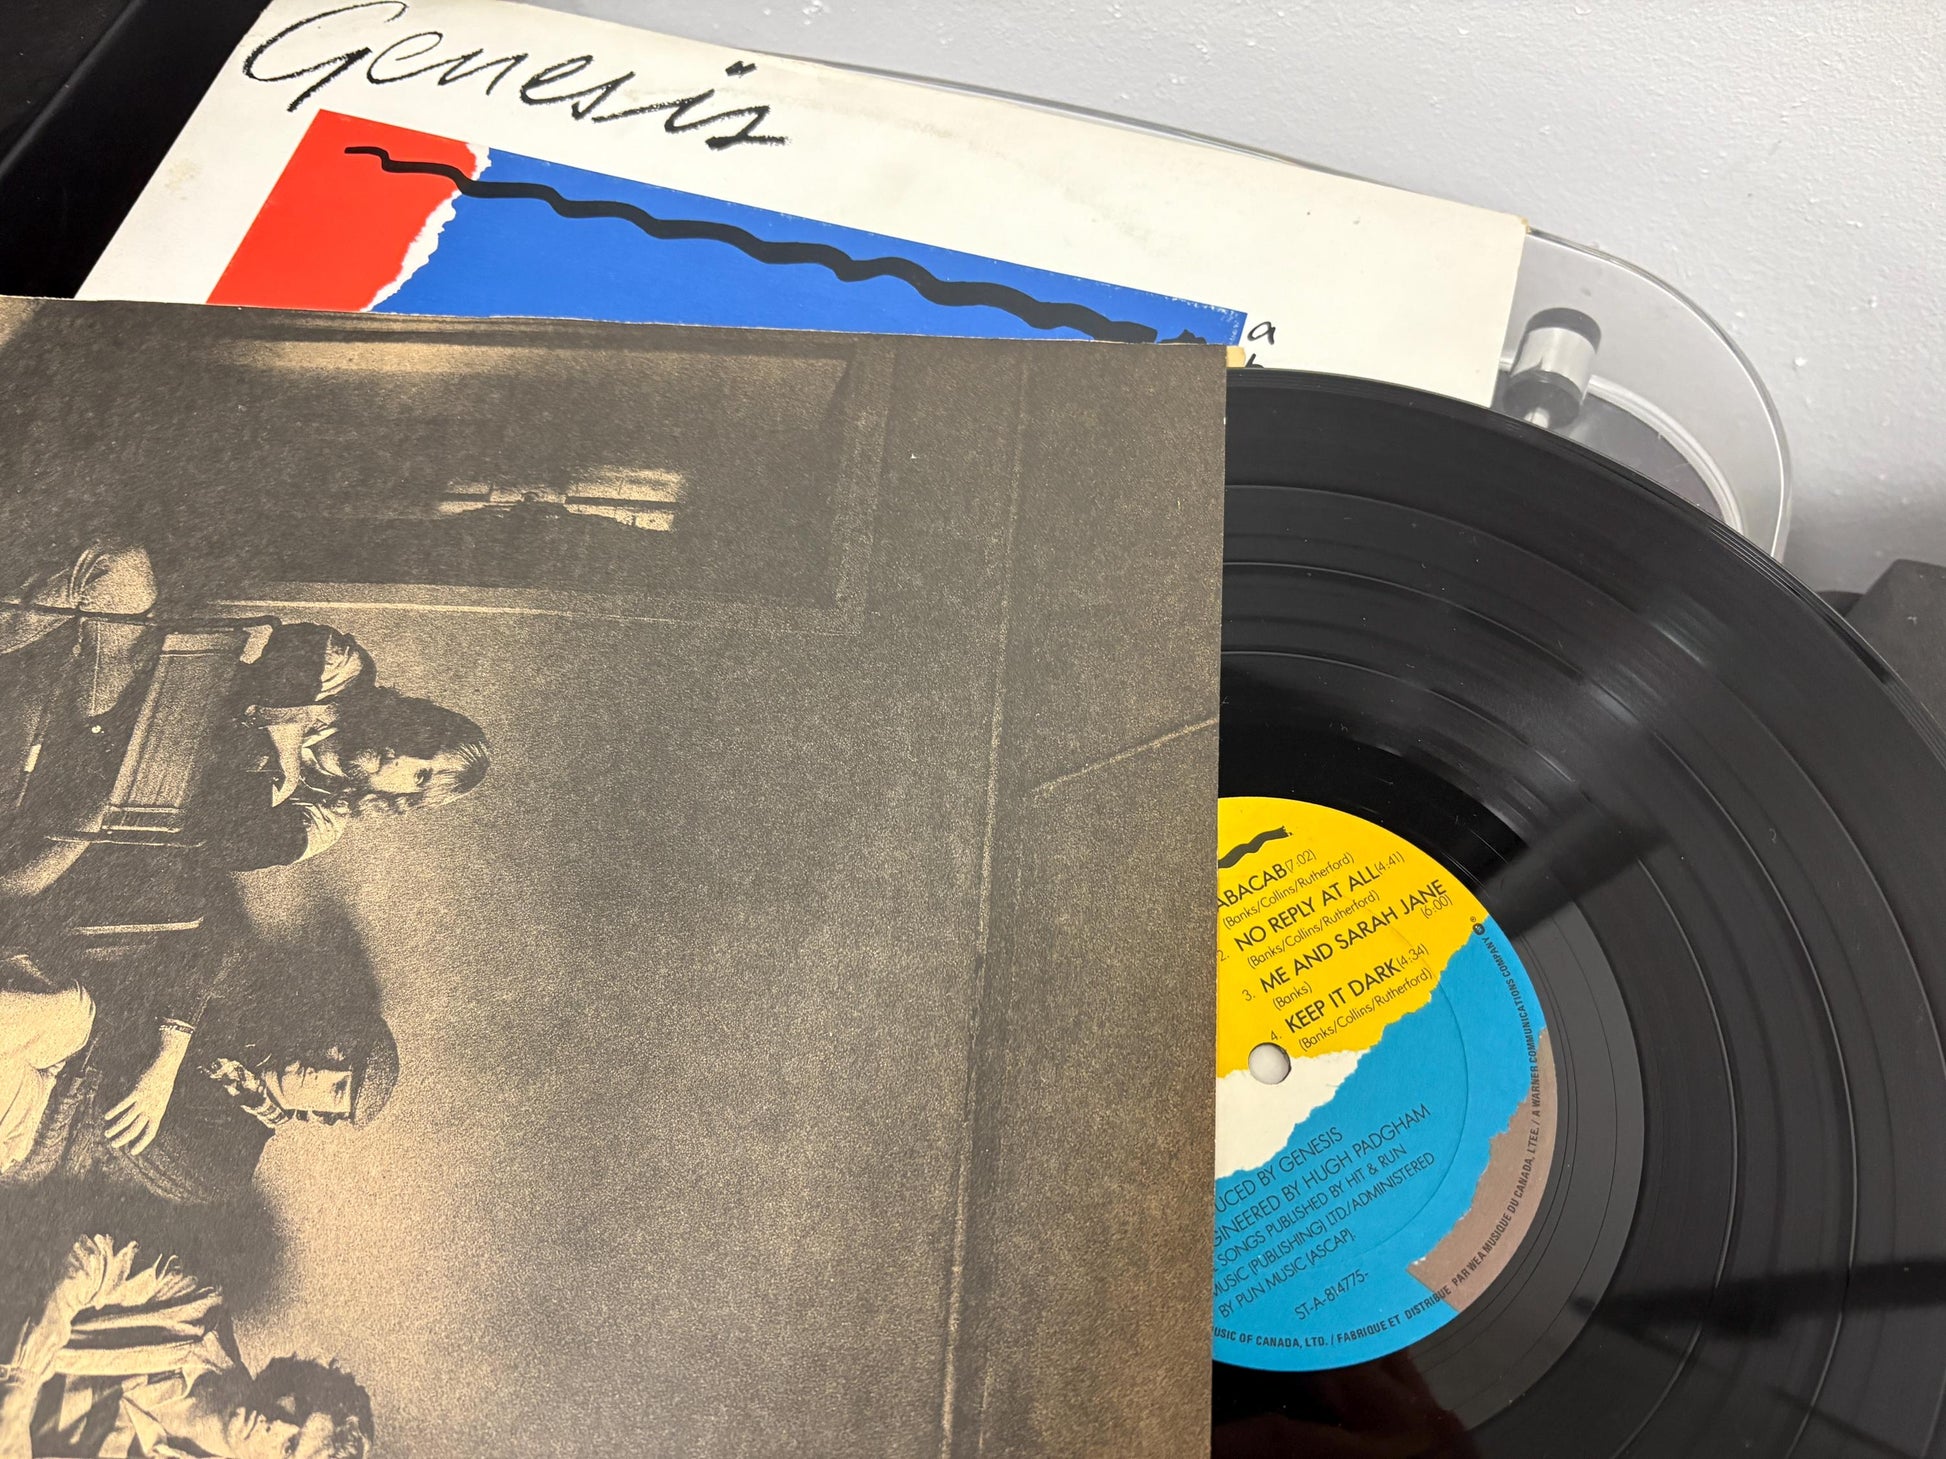 Genesis
a
ABACAB (7:02)
(Banks/Collins/Rutherford)
2. NO REPLY AT ALL (4:41)
(Banks/Collins/Rutherford)
3. ME AND SARAH JANE
(6:00)
(Banks)
4. KEEP IT DARK (4:34)
(Banks/Collins/Rutherford)
BY GENESIS
BY HUGH PADGHAM
SONGS PUBLISHED BY HIT & RUN
MUSIC (PUBLISHING) LTD./ADMINISTERED
BY PUN MUSIC (ASCAP).
ST-A-814775-
OF CANADA, LTD. / FABRIQUE ET DISTRIBUE PAR WEA MUSIQUE DU CANADA, LTEE. / A WARNER COMMUNICATIONS COMPANY ®